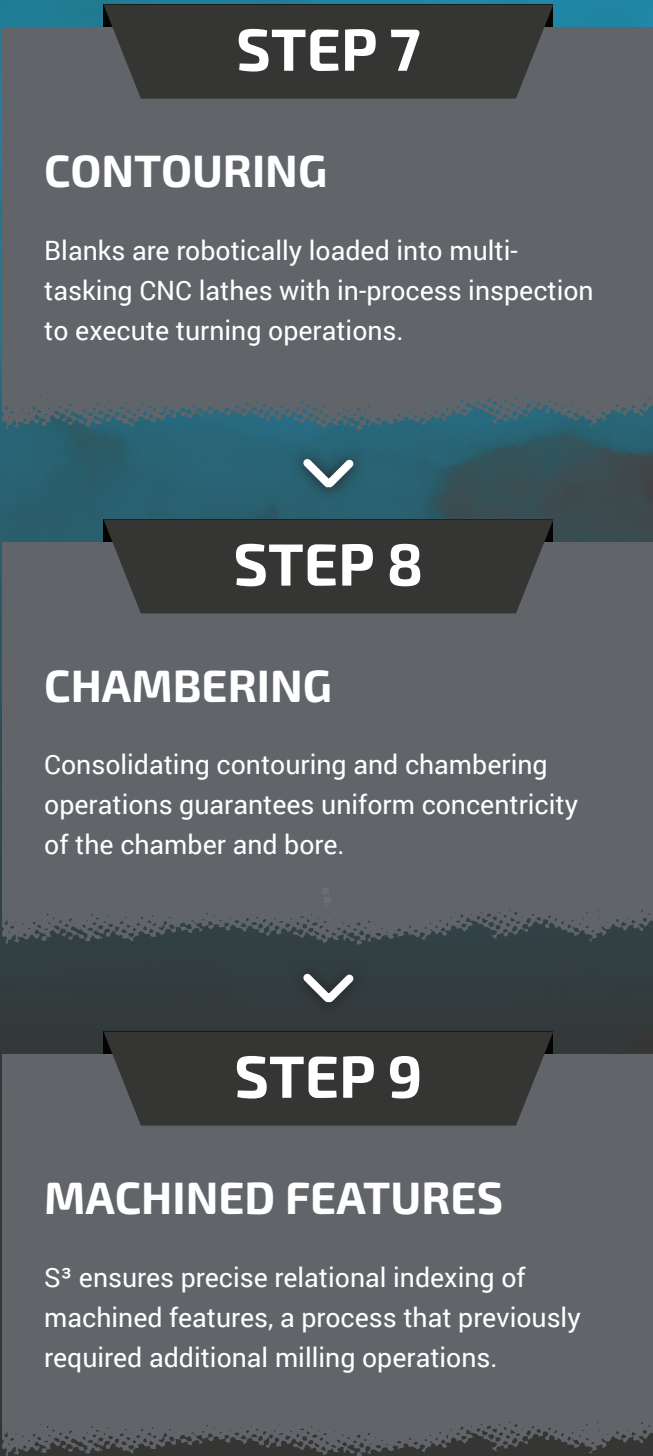 STEP 7
CONTOURING
Blanks are robotically loaded into multi-
tasking CNC lathes with in-process inspection
to execute turning operations.
STEP 8
CHAMBERING
Consolidating contouring and chambering
operations guarantees uniform concentricity
of the chamber and bore.
STEP 9
MACHINED FEATURES
S³ ensures precise relational indexing of
machined features, a process that previously
required additional milling operations.